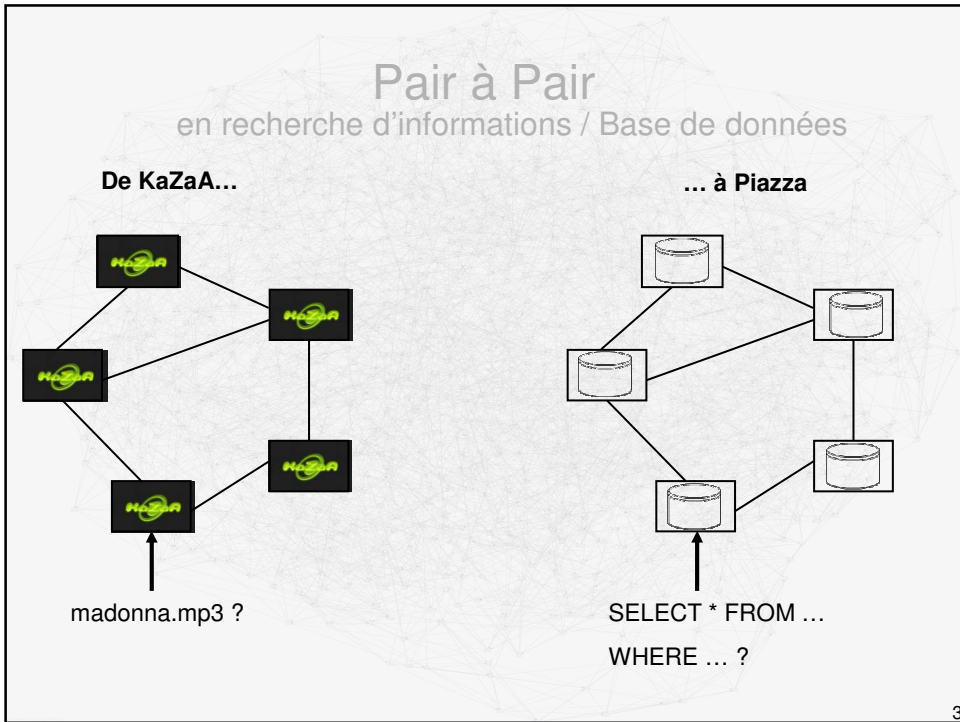 Pair à Pair
en recherche d'informations / Base de données
De KaZaA…
… à Piazza
KaZaA
KaZaA
KaZaA
KaZaA
KaZaA
madonna.mp3 ?
SELECT * FROM …
WHERE … ?
3